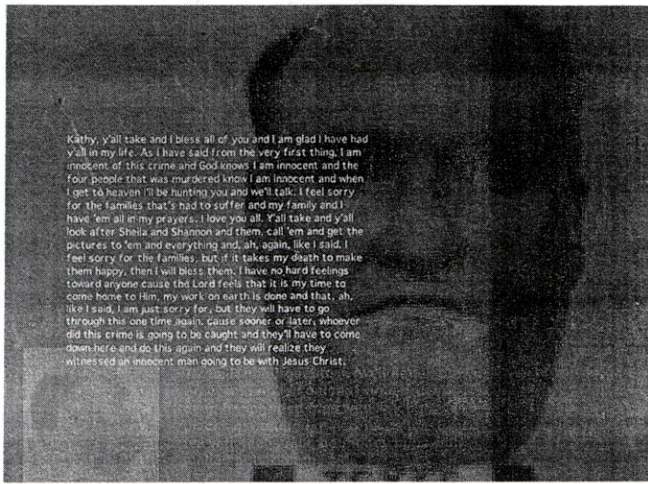 Kathy, y'all take and I bless all of you and I am glad I have had
y'all in my life. As I have said from the very first thing, I am
innocent of this crime and God knows I am innocent and the
four people that was murdered know I am innocent and when
I get to heaven I'll be hunting you and we'll talk. I feel sorry
for the families that's had to suffer and my family and I
have 'em all in my prayers. I love you all. Y'all take and y'all
look after Sheila and Shannon and them, call 'em and get the
pictures to 'em and everything and, ah, again, like I said, I
feel sorry for the families, but if it takes my death to make
them happy, then I will bless them. I have no hard feelings
toward anyone cause the Lord feels that it is my time to
come home to Him, my work on earth is done and that, ah,
like I said, I am just sorry for, but they will have to go
through this one time again, cause sooner or later, whoever
did this crime is going to be caught and they'll have to come
down here and do this again and they will realize they
witnessed an innocent man going to be with Jesus Christ.